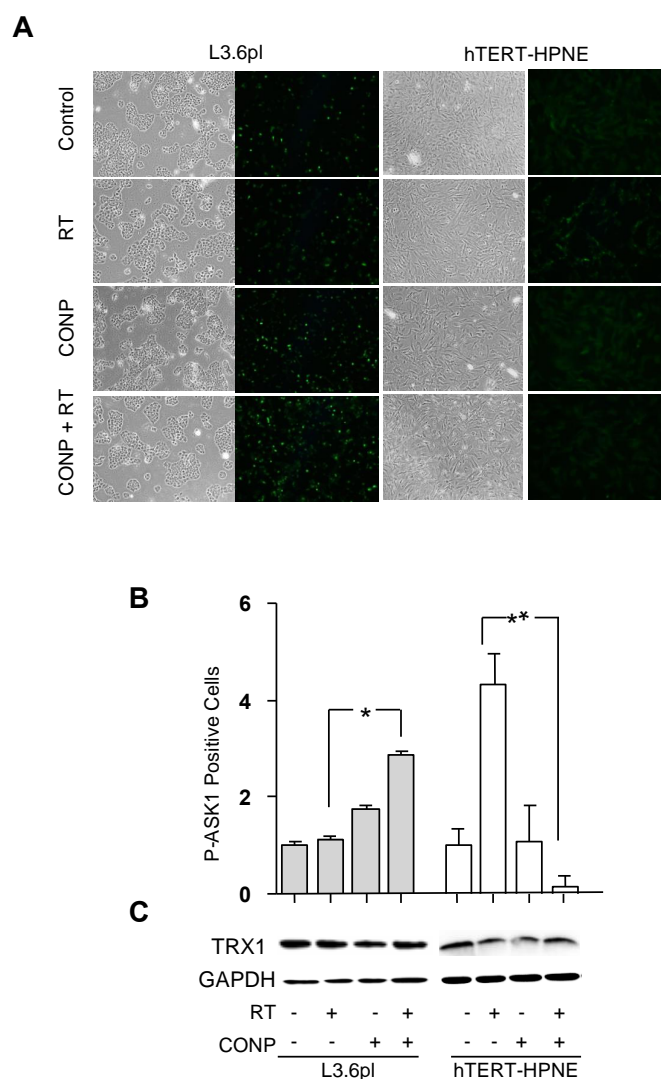 A
L3.6pl hTERT-HPNE
Control
RT
CONP
CONP + RT
B
6
4
2
0
P-ASK1 Positive Cells
*
**
C
TRX1
GAPDH
RT - + - + - + - +
CONP - - + + - - + +
L3.6pl hTERT-HPNE